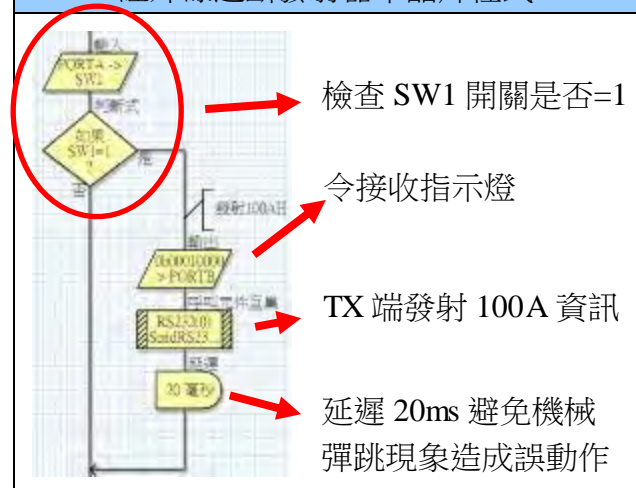 輸入
PORTA ->
SW1
判斷式
如果
SW1=1
?
是
否
發射100AH
輸出
> PORTB
RS232(0)
SendRS23
延遲
20 毫秒
檢查 SW1 開關是否=1
令接收指示燈
TX 端發射 100A 資訊
延遲 20ms 避免機械
彈跳現象造成誤動作